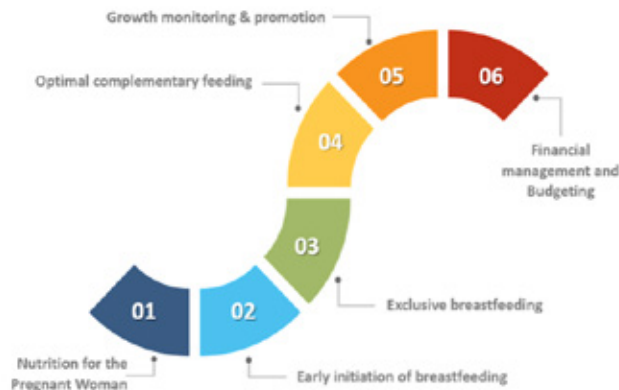 Growth monitoring & promotion
05
06
Optimal complementary feeding
04
Financial
management and
Budgeting
03
01
02
Exclusive breastfeeding
Nutrition for the
Pregnant Woman
Early initiation of breastfeeding